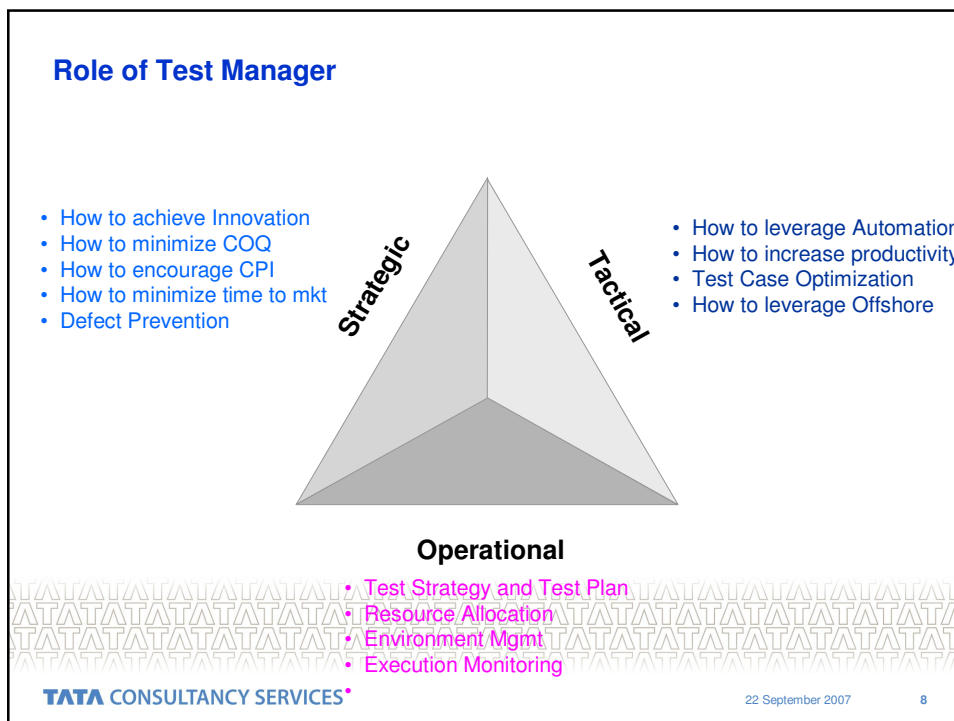 Role of Test Manager
• How to achieve Innovation
• How to minimize COQ
• How to encourage CPI
• How to minimize time to mkt
• Defect Prevention
Strategic
Tactical
• How to leverage Automation
• How to increase productivity
• Test Case Optimization
• How to leverage Offshore
Operational
• Test Strategy and Test Plan
• Resource Allocation
• Environment Mgmt
• Execution Monitoring
•
TATA CONSULTANCY SERVICES
22 September 2007
8